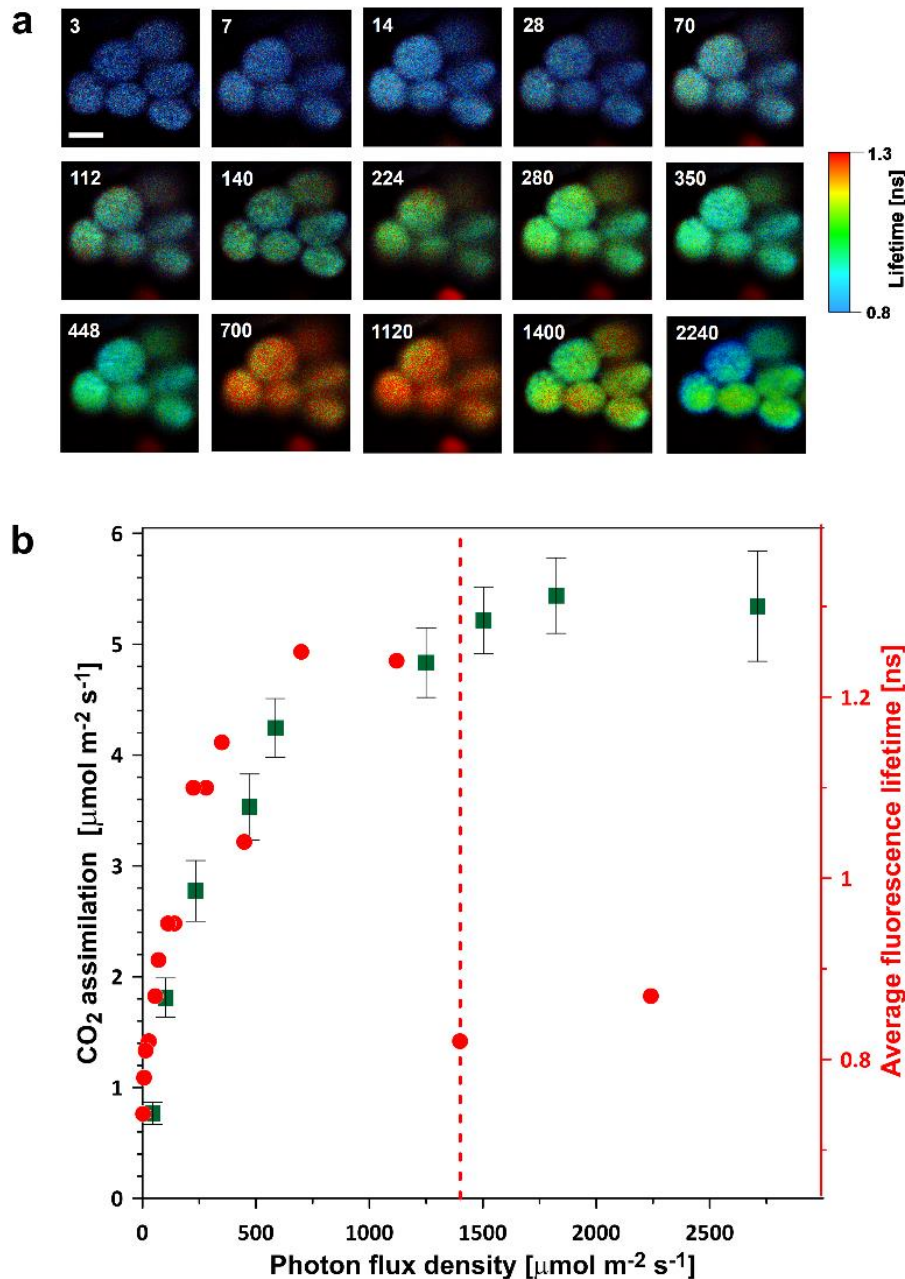 a
3 7 14 28 70
112 140 224 280 350
448 700 1120 1400 2240
1.3
Lifetime [ns]
0.8
b
6
5
4
3
2
1
0
CO2 assimilation [μmol m-2 s-1]
1.2
1
0.8
Average fluorescence lifetime [ns]
0 500 1000 1500 2000 2500
Photon flux density [μmol m-2 s-1]